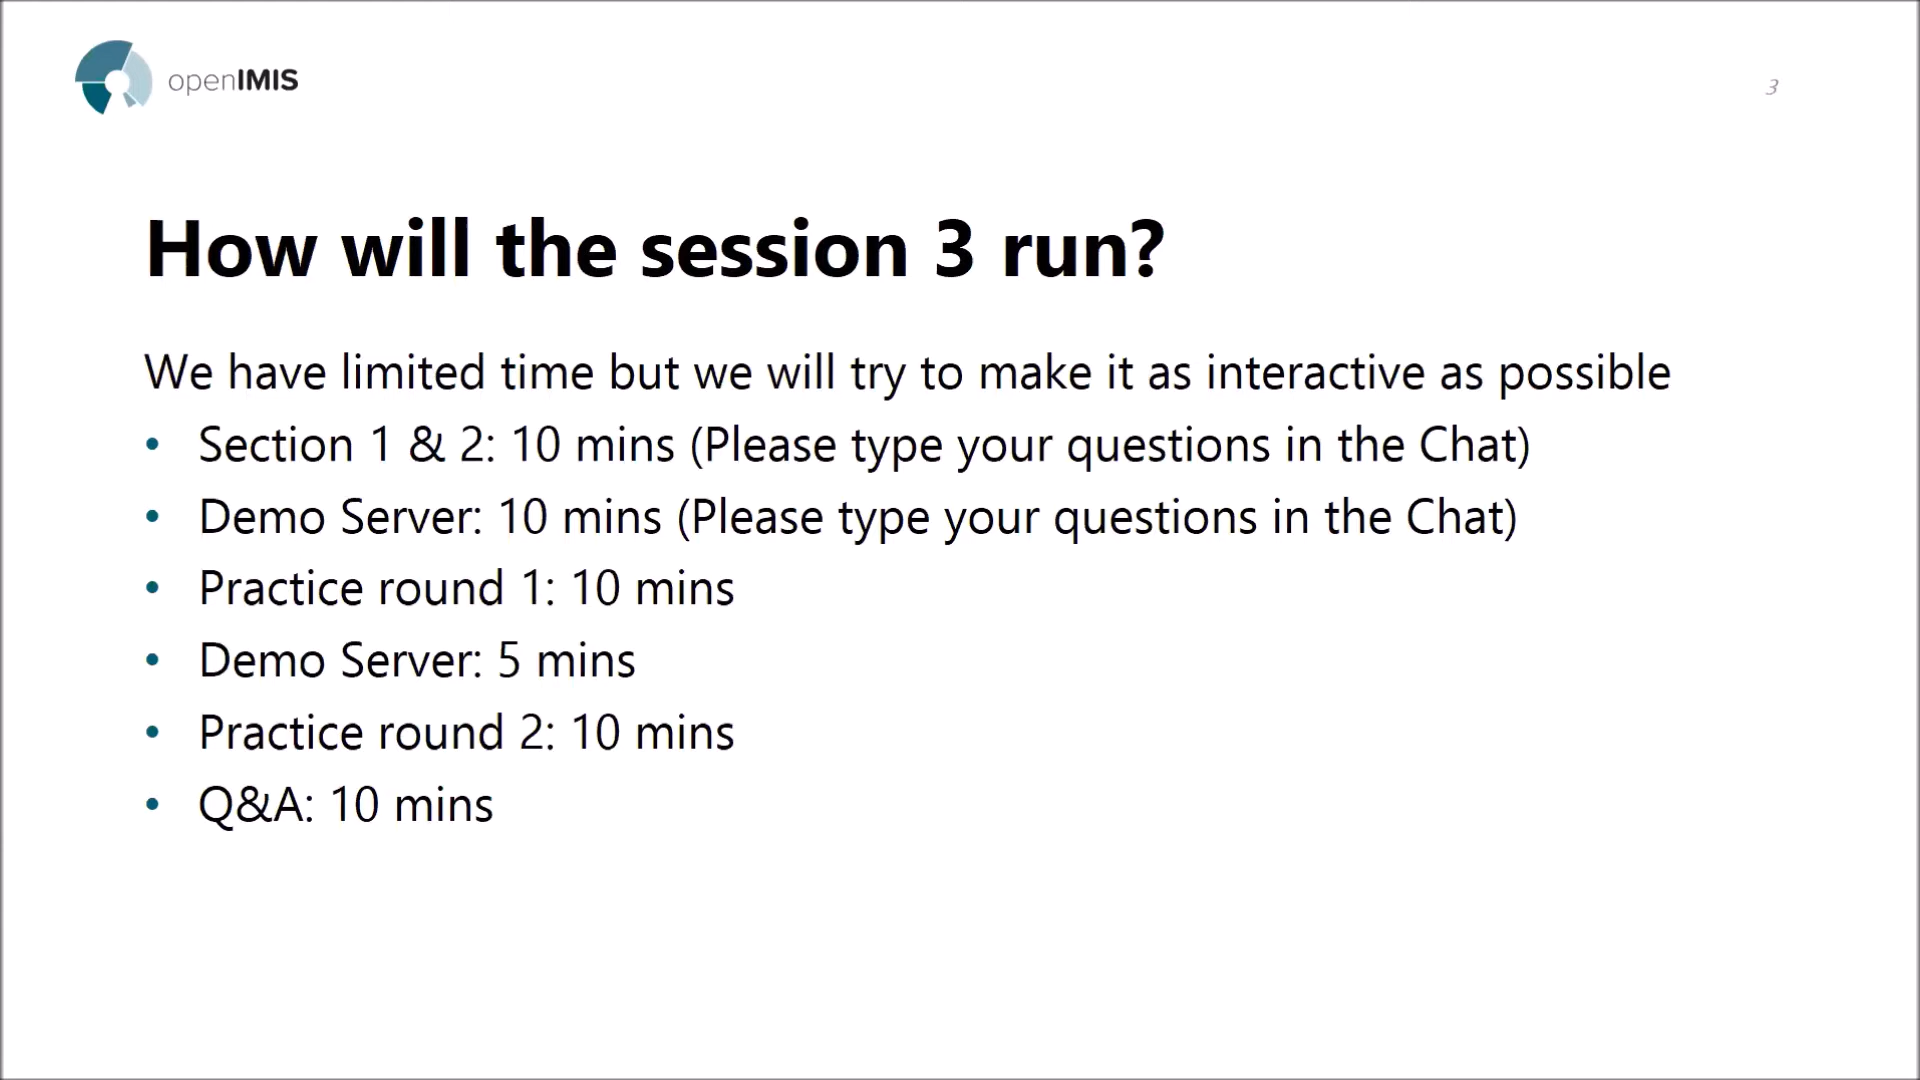 openIMIS
3
How will the session 3 run?
We have limited time but we will try to make it as interactive as possible
• Section 1 & 2: 10 mins (Please type your questions in the Chat)
• Demo Server: 10 mins (Please type your questions in the Chat)
• Practice round 1: 10 mins
• Demo Server: 5 mins
• Practice round 2: 10 mins
• Q&A: 10 mins